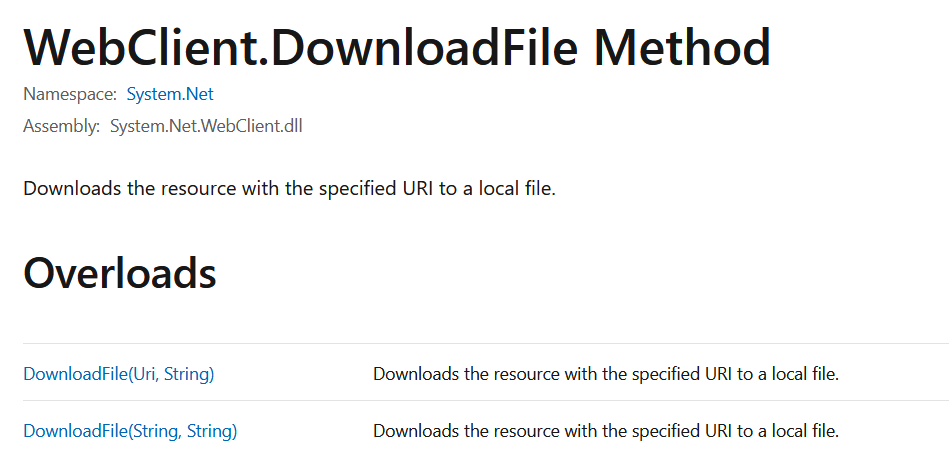 WebClient.DownloadFile Method
Namespace: System.Net
Assembly: System.Net.WebClient.dll
Downloads the resource with the specified URI to a local file.
Overloads
DownloadFile(Uri, String) Downloads the resource with the specified URI to a local file.
DownloadFile(String, String) Downloads the resource with the specified URI to a local file.